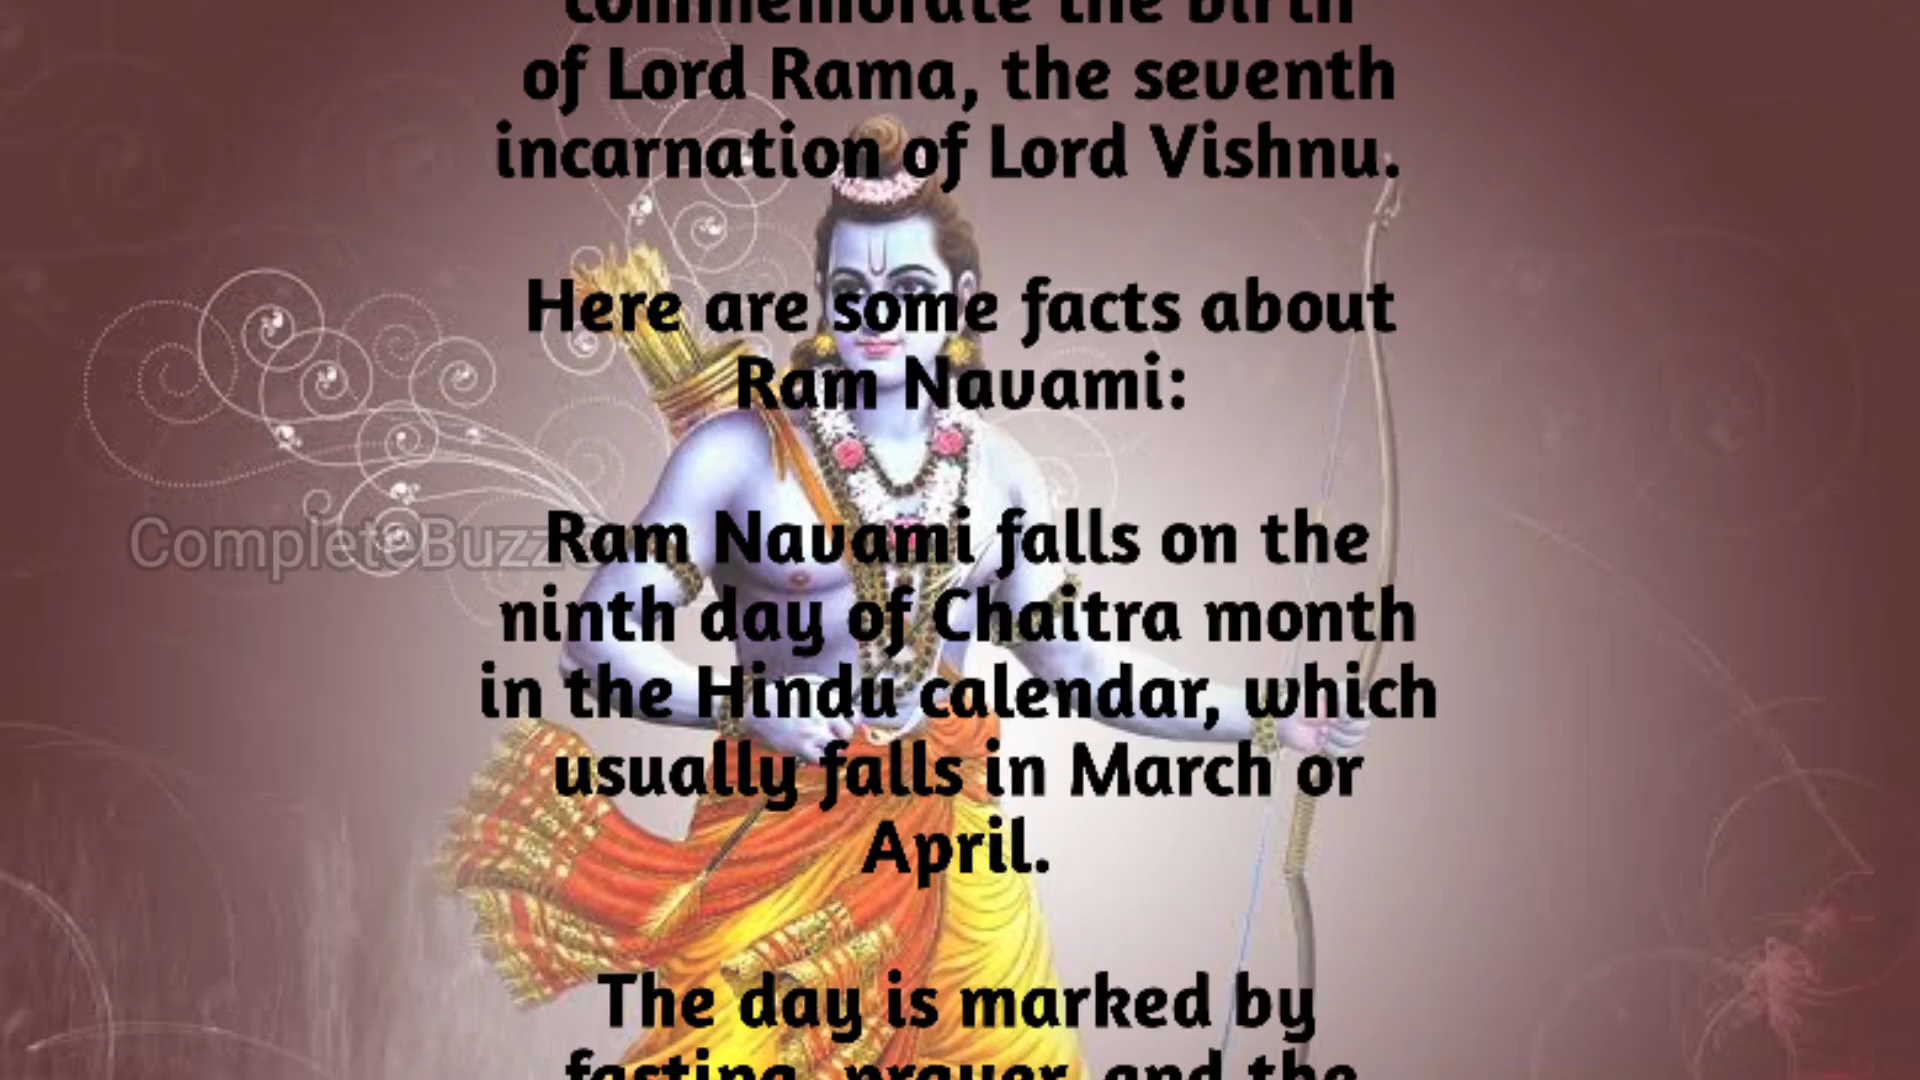 commemorate the birth
of Lord Rama, the seventh
incarnation of Lord Vishnu.
Here are some facts about
Ram Navami:
CompleteBuzz
Ram Navami falls on the
ninth day of Chaitra month
in the Hindu calendar, which
usually falls in March or
April.
The day is marked by
fasting, prayer, and the